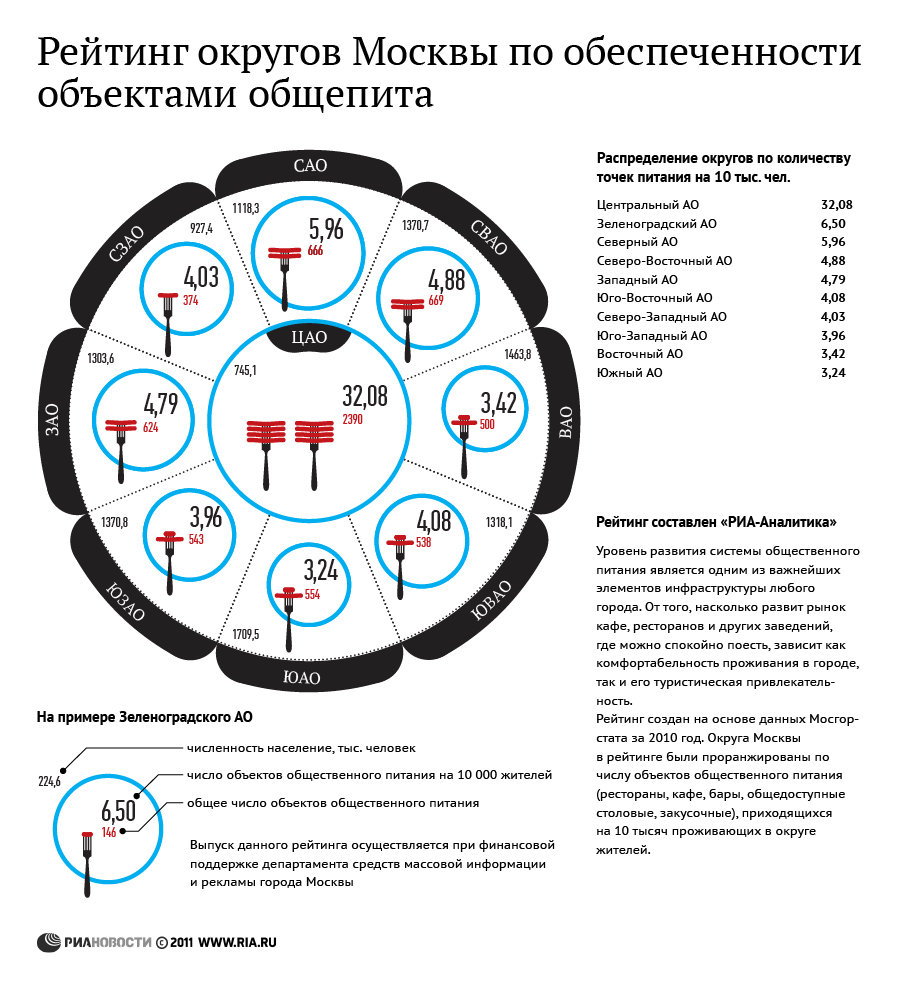 Рейтинг округов Москвы по обеспеченности
объектами общепита
САО
1118,3
5,96
666
СВАО
1370,7
4,88
669
СЗАО
927,4
4,03
374
ЦАО
745,1
32,08
2390
ВАО
1463,8
3,42
500
ЗАО
1303,6
4,79
624
ЮЗАО
1370,8
3,96
543
ЮАО
1709,5
3,24
554
ЮВАО
1318,1
4,08
538
Распределение округов по количеству
точек питания на 10 тыс. чел.
Центральный АО 32,08
Зеленоградский АО 6,50
Северный АО 5,96
Северо-Восточный АО 4,88
Западный АО 4,79
Юго-Восточный АО 4,08
Северо-Западный АО 4,03
Юго-Западный АО 3,96
Восточный АО 3,42
Южный АО 3,24
Рейтинг составлен «РИА-Аналитика»
Уровень развития системы общественного
питания является одним из важнейших
элементов инфраструктуры любого
города. От того, насколько развит рынок
кафе, ресторанов и других заведений,
где можно спокойно поесть, зависит как
комфортабельность проживания в городе,
так и его туристическая привлекатель-
ность.
Рейтинг создан на основе данных Мосгор-
стата за 2010 год. Округа Москвы
в рейтинге были проранжированы по
числу объектов общественного питания
(рестораны, кафе, бары, общедоступные
столовые, закусочные), приходящихся
на 10 тысяч проживающих в округе
жителей.
На примере Зеленоградского АО
численность население, тыс. человек
224,6
число объектов общественного питания на 10 000 жителей
6,50
общее число объектов общественного питания
146
Выпуск данного рейтинга осуществляется при финансовой
поддержке департамента средств массовой информации
и рекламы города Москвы
РИАНОВОСТИ © 2011 WWW.RIA.RU